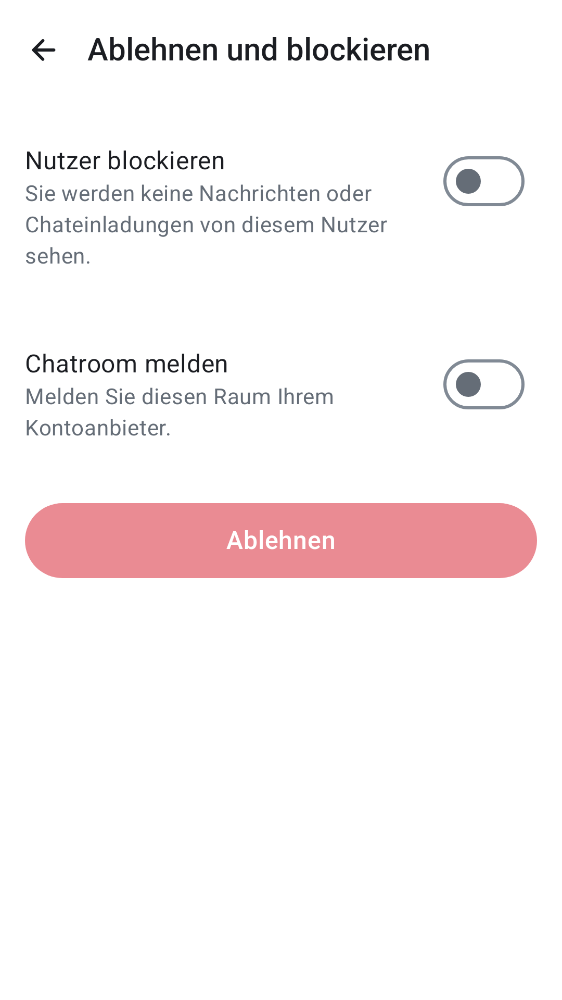 Ablehnen und blockieren
Nutzer blockieren
Sie werden keine Nachrichten oder
Chateinladungen von diesem Nutzer
sehen.
Chatroom melden
Melden Sie diesen Raum Ihrem
Kontoanbieter.
Ablehnen